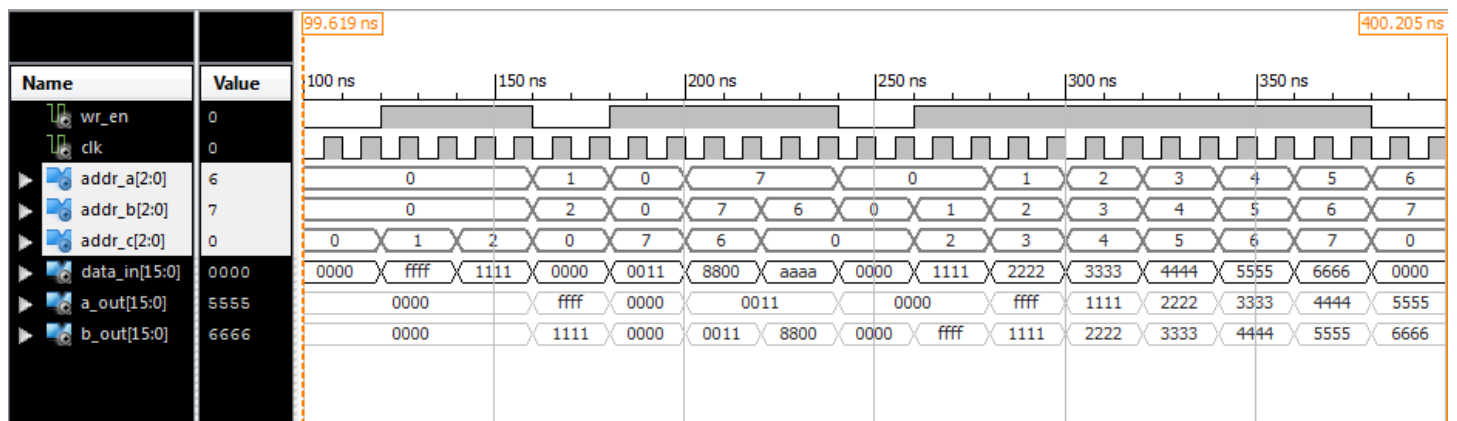 99.619 ns 400.205 ns
Name Value 100 ns 150 ns 200 ns 250 ns 300 ns 350 ns
wr_en 0
clk 0
addr_a[2:0] 6 0 1 0 7 0 1 2 3 4 5 6
addr_b[2:0] 7 0 2 0 7 6 0 1 2 3 4 5 6 7
addr_c[2:0] 0 0 1 2 0 7 6 0 2 3 4 5 6 7 0
data_in[15:0] 0000 0000 ffff 1111 0000 0011 8800 aaaa 0000 1111 2222 3333 4444 5555 6666 0000
a_out[15:0] 5555 0000 ffff 0000 0011 0000 ffff 1111 2222 3333 4444 5555
b_out[15:0] 6666 0000 1111 0000 0011 8800 0000 ffff 1111 2222 3333 4444 5555 6666